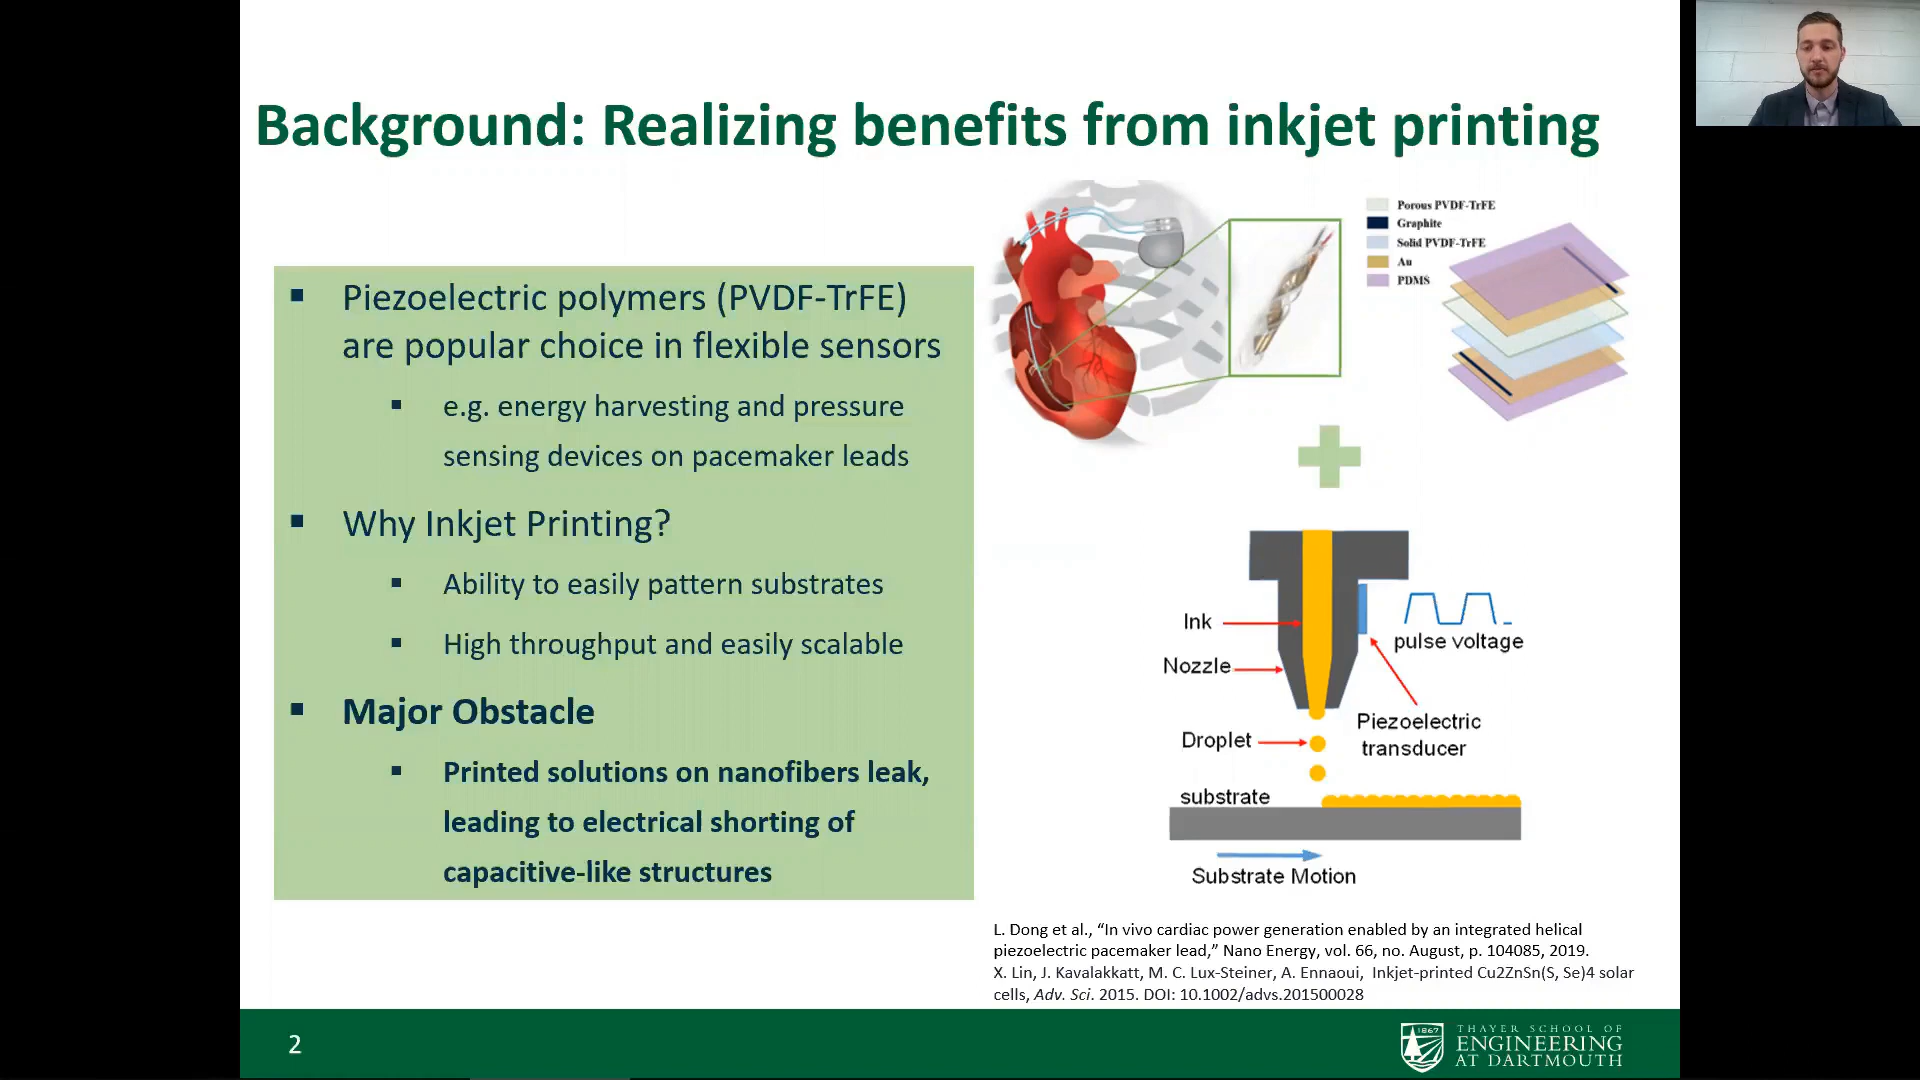 Background: Realizing benefits from inkjet printing
Piezoelectric polymers (PVDF-TrFE)
are popular choice in flexible sensors
e.g. energy harvesting and pressure
sensing devices on pacemaker leads
Why Inkjet Printing?
Ability to easily pattern substrates
High throughput and easily scalable
Major Obstacle
Printed solutions on nanofibers leak,
leading to electrical shorting of
capacitive-like structures
Porous PVDF-TrFE
Graphite
Solid PVDF-TrFE
Au
PDMS
Ink
pulse voltage
Nozzle
Piezoelectric
transducer
Droplet
substrate
Substrate Motion
L. Dong et al., “In vivo cardiac power generation enabled by an integrated helical
piezoelectric pacemaker lead,” Nano Energy, vol. 66, no. August, p. 104085, 2019.
X. Lin, J. Kavalakkatt, M. C. Lux-Steiner, A. Ennaoui, Inkjet-printed Cu2ZnSn(S, Se)4 solar
cells, Adv. Sci. 2015. DOI: 10.1002/advs.201500028
2
1867
THAYER SCHOOL OF
ENGINEERING
AT DARTMOUTH